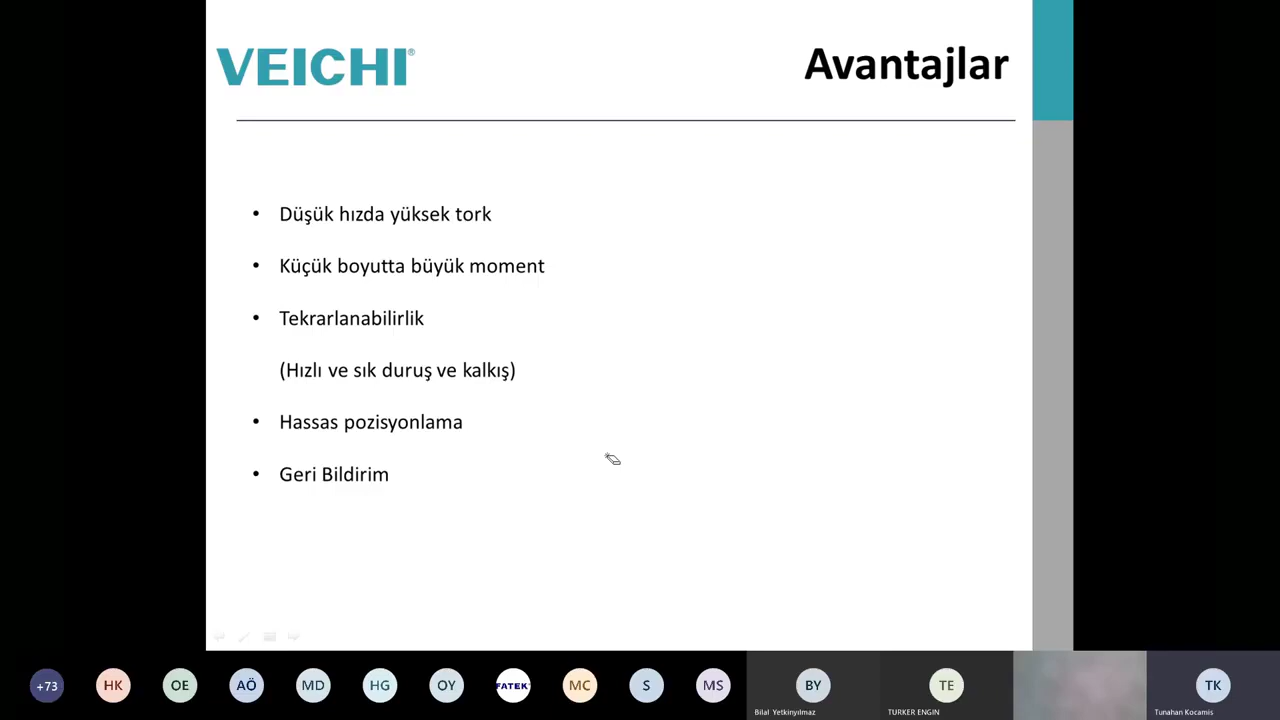 VEICHI®
Avantajlar
• Düşük hızda yüksek tork
• Küçük boyutta büyük moment
• Tekrarlanabilirlik
(Hızlı ve sık duruş ve kalkış)
• Hassas pozisyonlama
• Geri Bildirim
+73
HK
OE
AÖ
MD
HG
OY
FATEK
MC
S
MS
BY
TE
TK
Bilal Yetkinyılmaz
TURKER ENGIN
Tunahan Kocamis